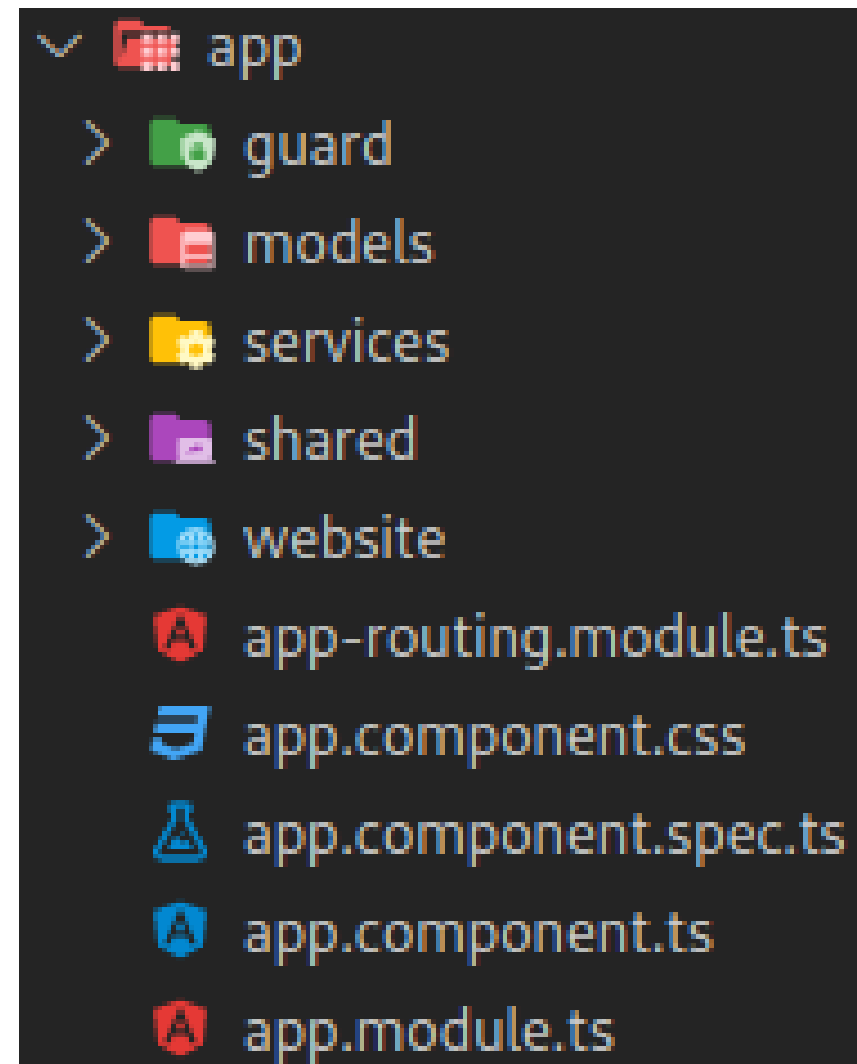 app
guard
models
services
shared
website
app-routing.module.ts
app.component.css
app.component.spec.ts
app.component.ts
app.module.ts